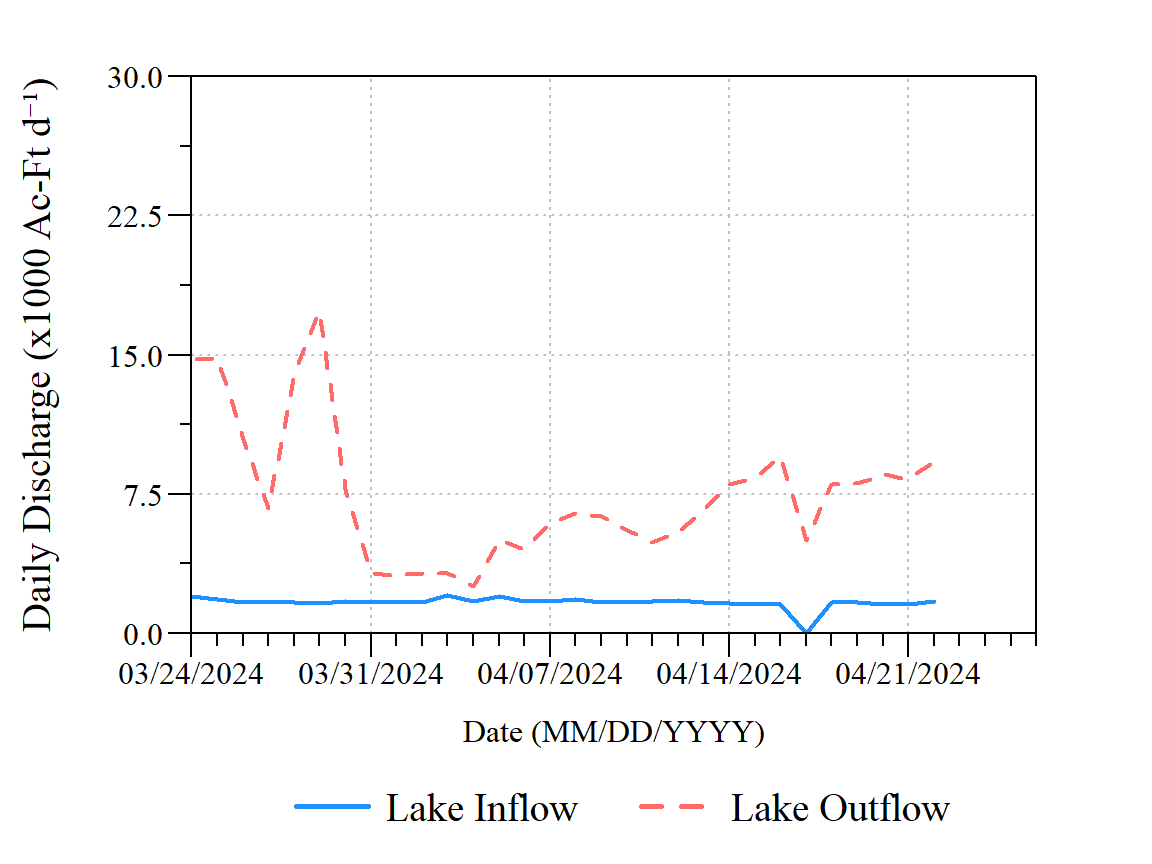 Daily Discharge (x1000 Ac-Ft d⁻¹)
30.0
22.5
15.0
7.5
0.0
03/24/2024 03/31/2024 04/07/2024 04/14/2024 04/21/2024
Date (MM/DD/YYYY)
Lake Inflow Lake Outflow